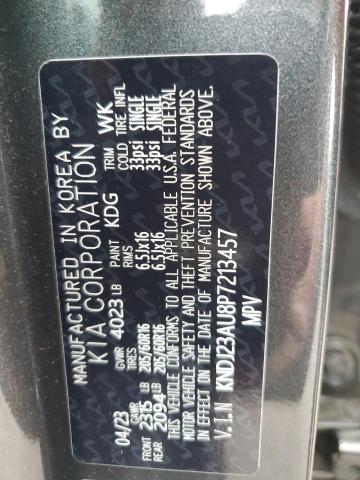 MANUFACTURED IN KOREA BY
KIA CORPORATION
GVWR 4023 LB PAINT KDG TRIM WK
04/23 GAWR TIRES RIMS COLD TIRE INFL
FRONT 2315 LB 205/60R16 6.5Jx16 33psi SINGLE
REAR 2094 LB 205/60R16 6.5Jx16 33psi SINGLE
THIS VEHICLE CONFORMS TO ALL APPLICABLE U.S.A. FEDERAL
MOTOR VEHICLE SAFETY AND THEFT PREVENTION STANDARDS
IN EFFECT ON THE DATE OF MANUFACTURE SHOWN ABOVE.
V.I.N KNDJ23AU8P7213457
MPV